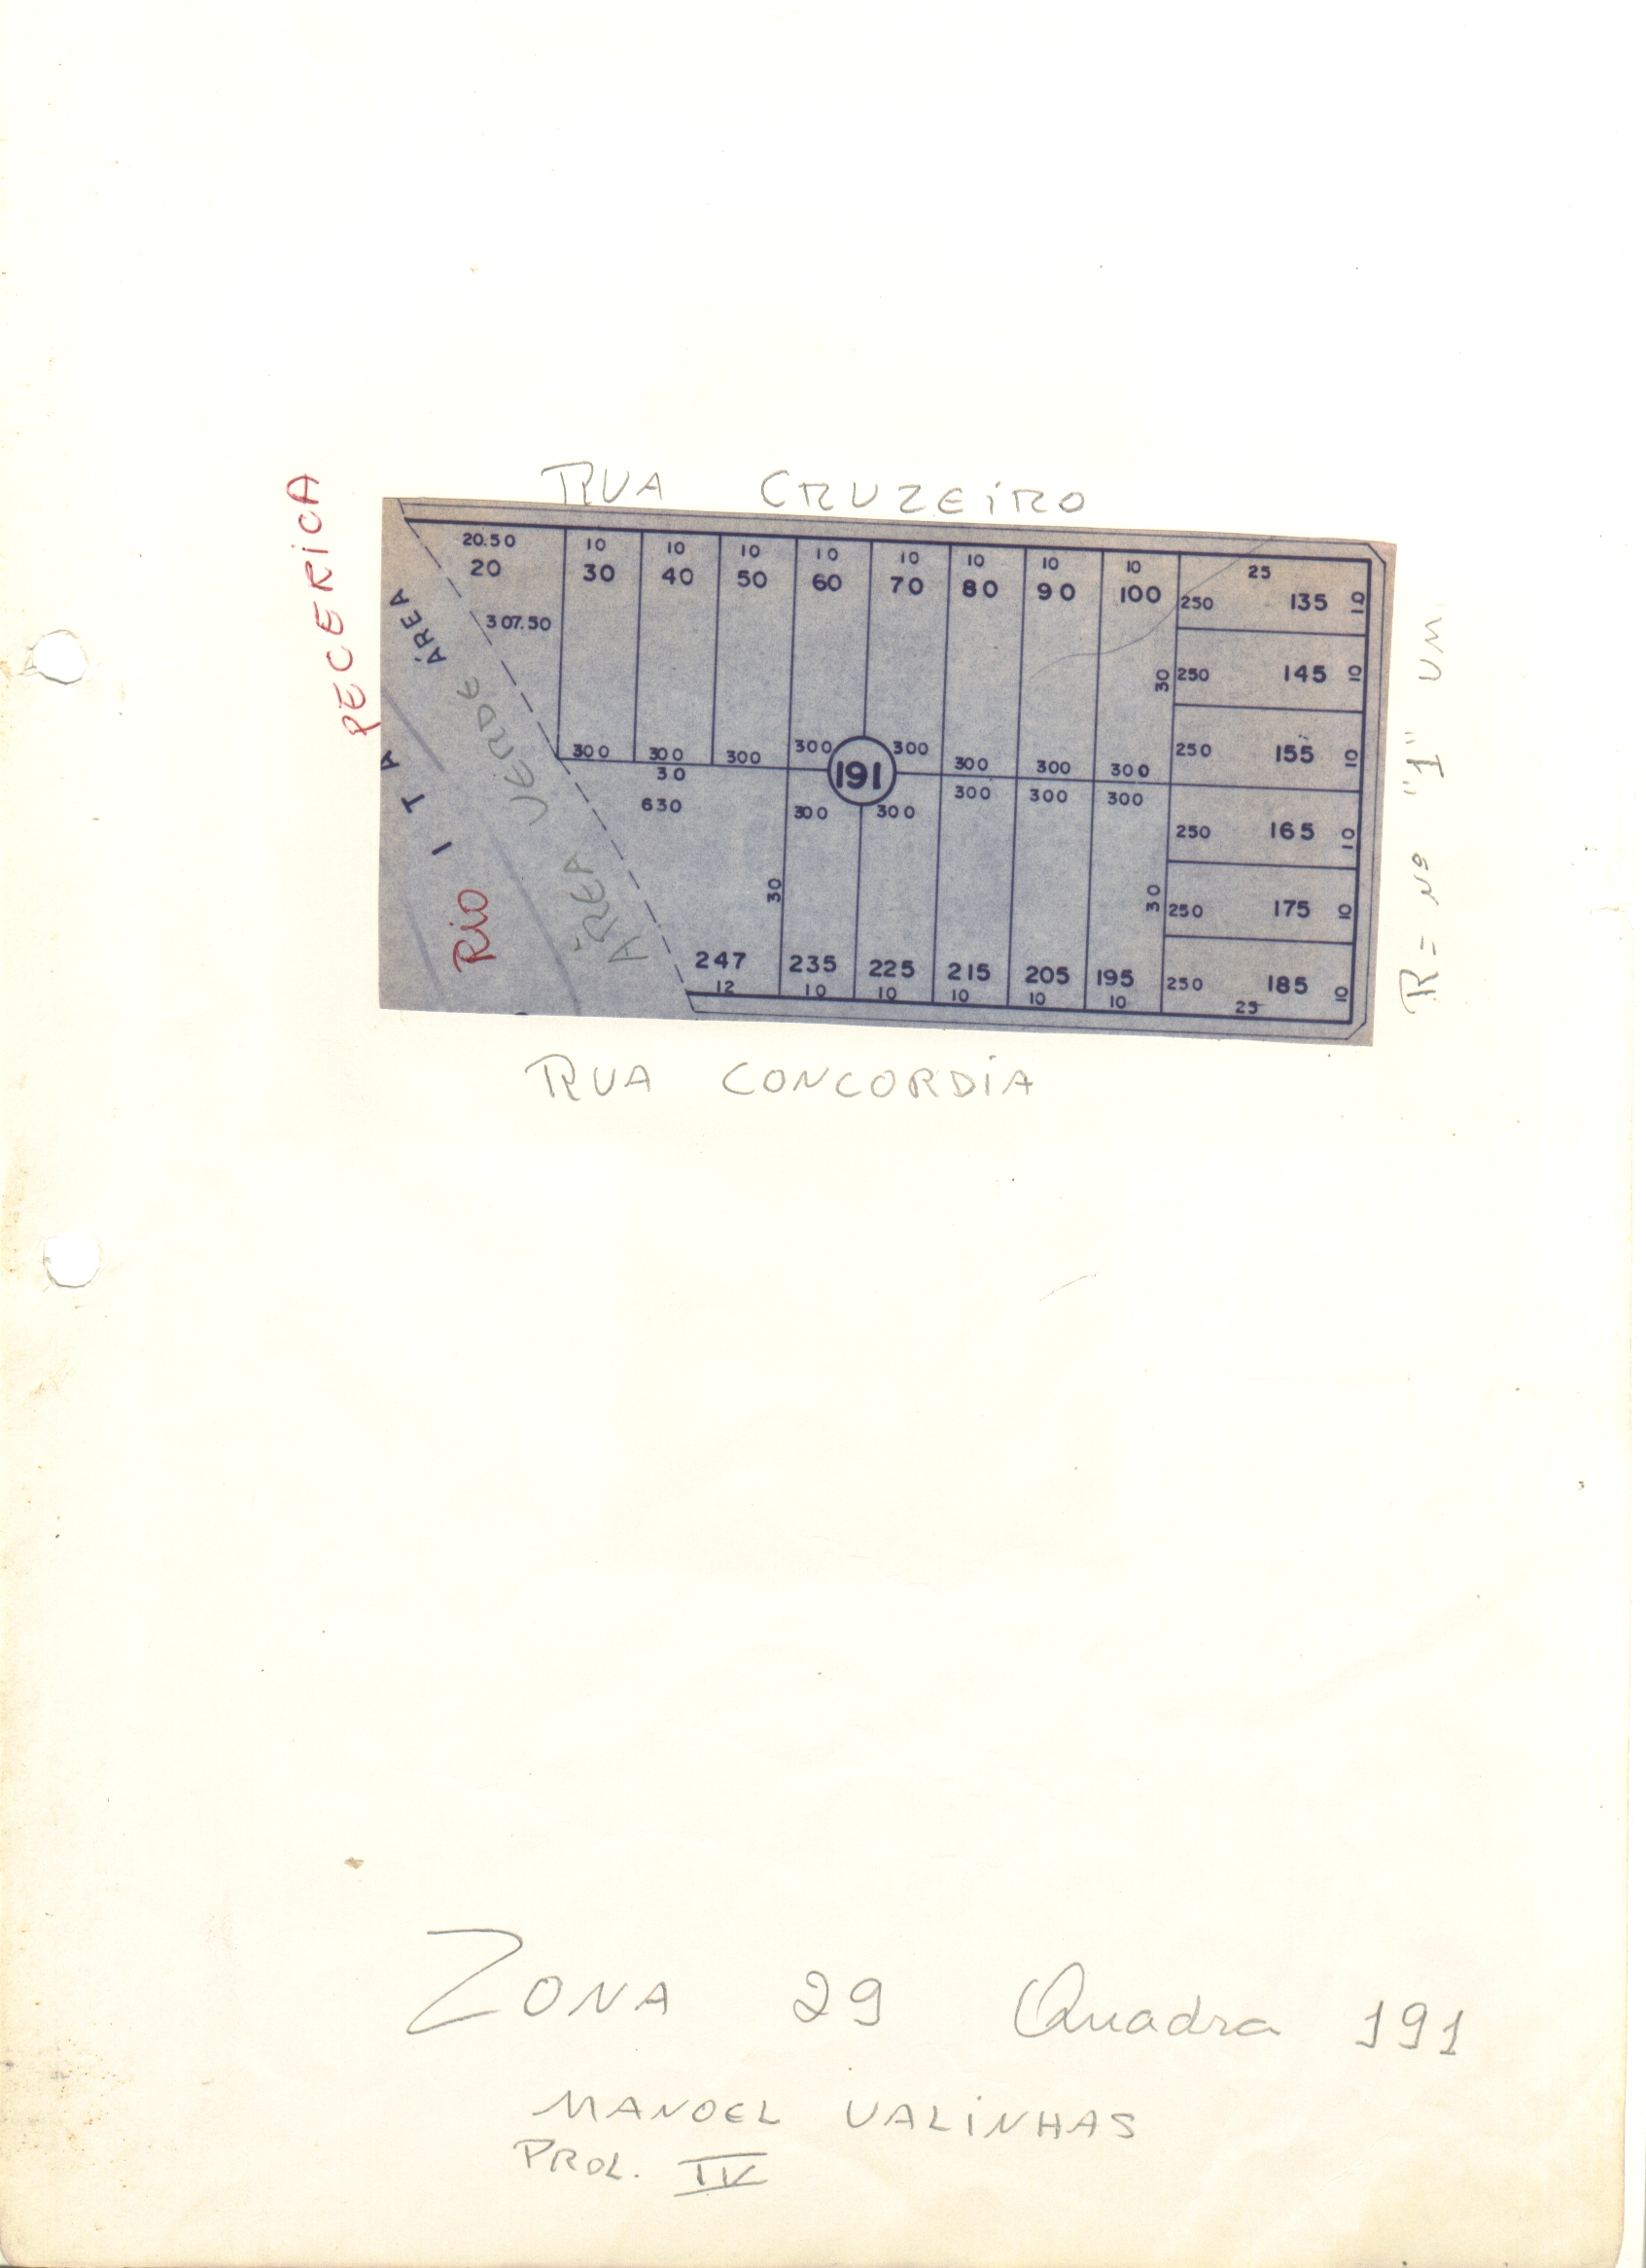 RUA CRUZEIRO
PECERICA
20.50 10 10 10 10 10 10 10 10 25
20 30 40 50 60 70 80 90 100 250 135 10
307.50
ÁREA
VERDE
30 250 145 10
300 300 300 300 300 300 300 300 250 155 10
191
30
630 300 300 300 300 300 250 165 10
ITA
Rio
ÁREA
30 30 250 175 10
247 235 225 215 205 195 250 185 10
12 10 10 10 10 10 25
R= Nº "1" UM
RUA CONCORDIA
ZONA 29 Quadra 191
MANOEL VALINHAS
PROL. IV